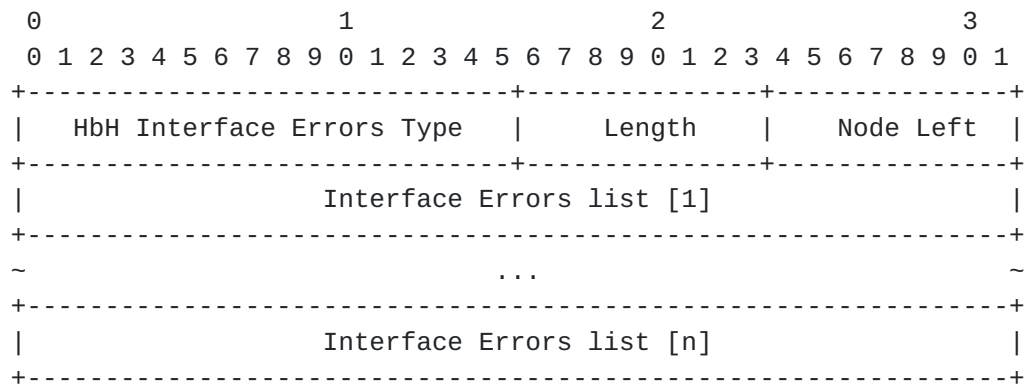 0                   1                   2                   3
 0 1 2 3 4 5 6 7 8 9 0 1 2 3 4 5 6 7 8 9 0 1 2 3 4 5 6 7 8 9 0 1
+-------------------------------+---------------+---------------+
|   HbH Interface Errors Type   |     Length    |    Node Left  |
+-------------------------------+---------------+---------------+
|                   Interface Errors list [1]                   |
+---------------------------------------------------------------+
~                              ...                              ~
+---------------------------------------------------------------+
|                   Interface Errors list [n]                   |
+---------------------------------------------------------------+